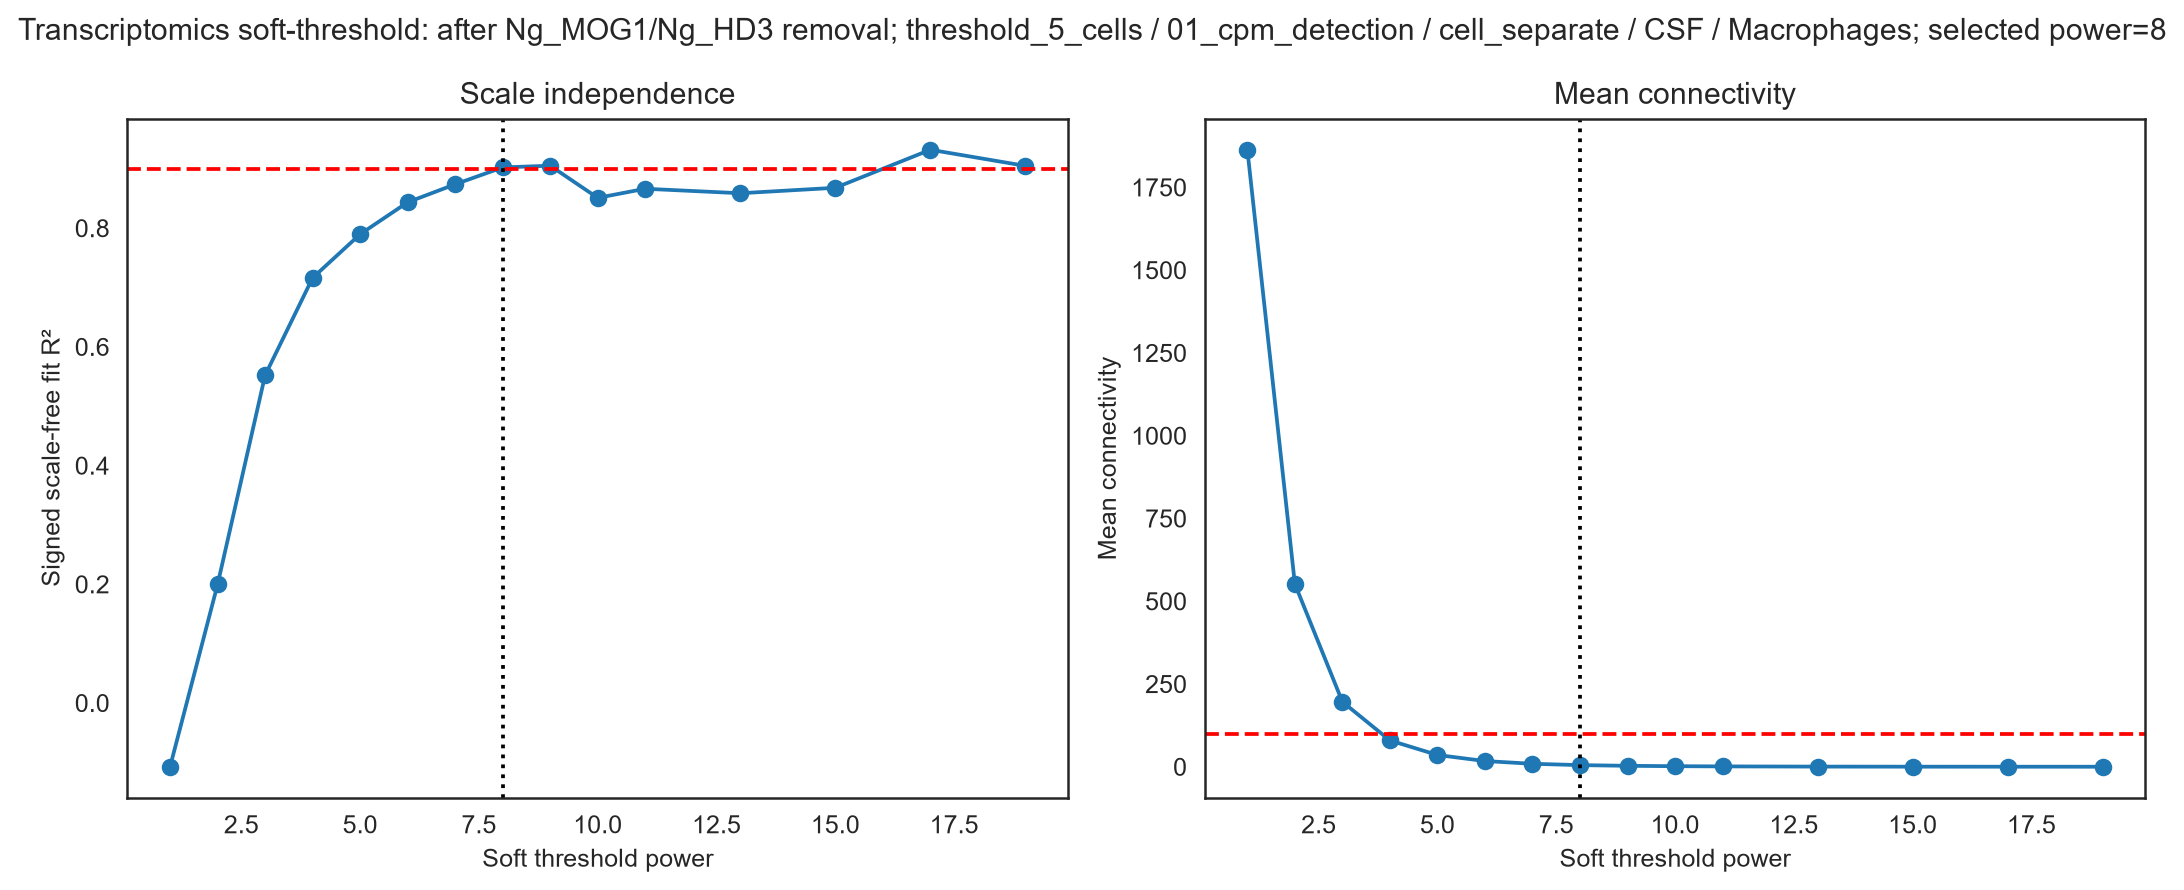 Transcriptomics soft-threshold: after Ng_MOG1/Ng_HD3 removal; threshold_5_cells / 01_cpm_detection / cell_separate / CSF / Macrophages; selected power=8
Scale independence
Signed scale-free fit R²
0.8
0.6
0.4
0.2
0.0
2.5 5.0 7.5 10.0 12.5 15.0 17.5
Soft threshold power
Mean connectivity
Mean connectivity
1750
1500
1250
1000
750
500
250
0
2.5 5.0 7.5 10.0 12.5 15.0 17.5
Soft threshold power